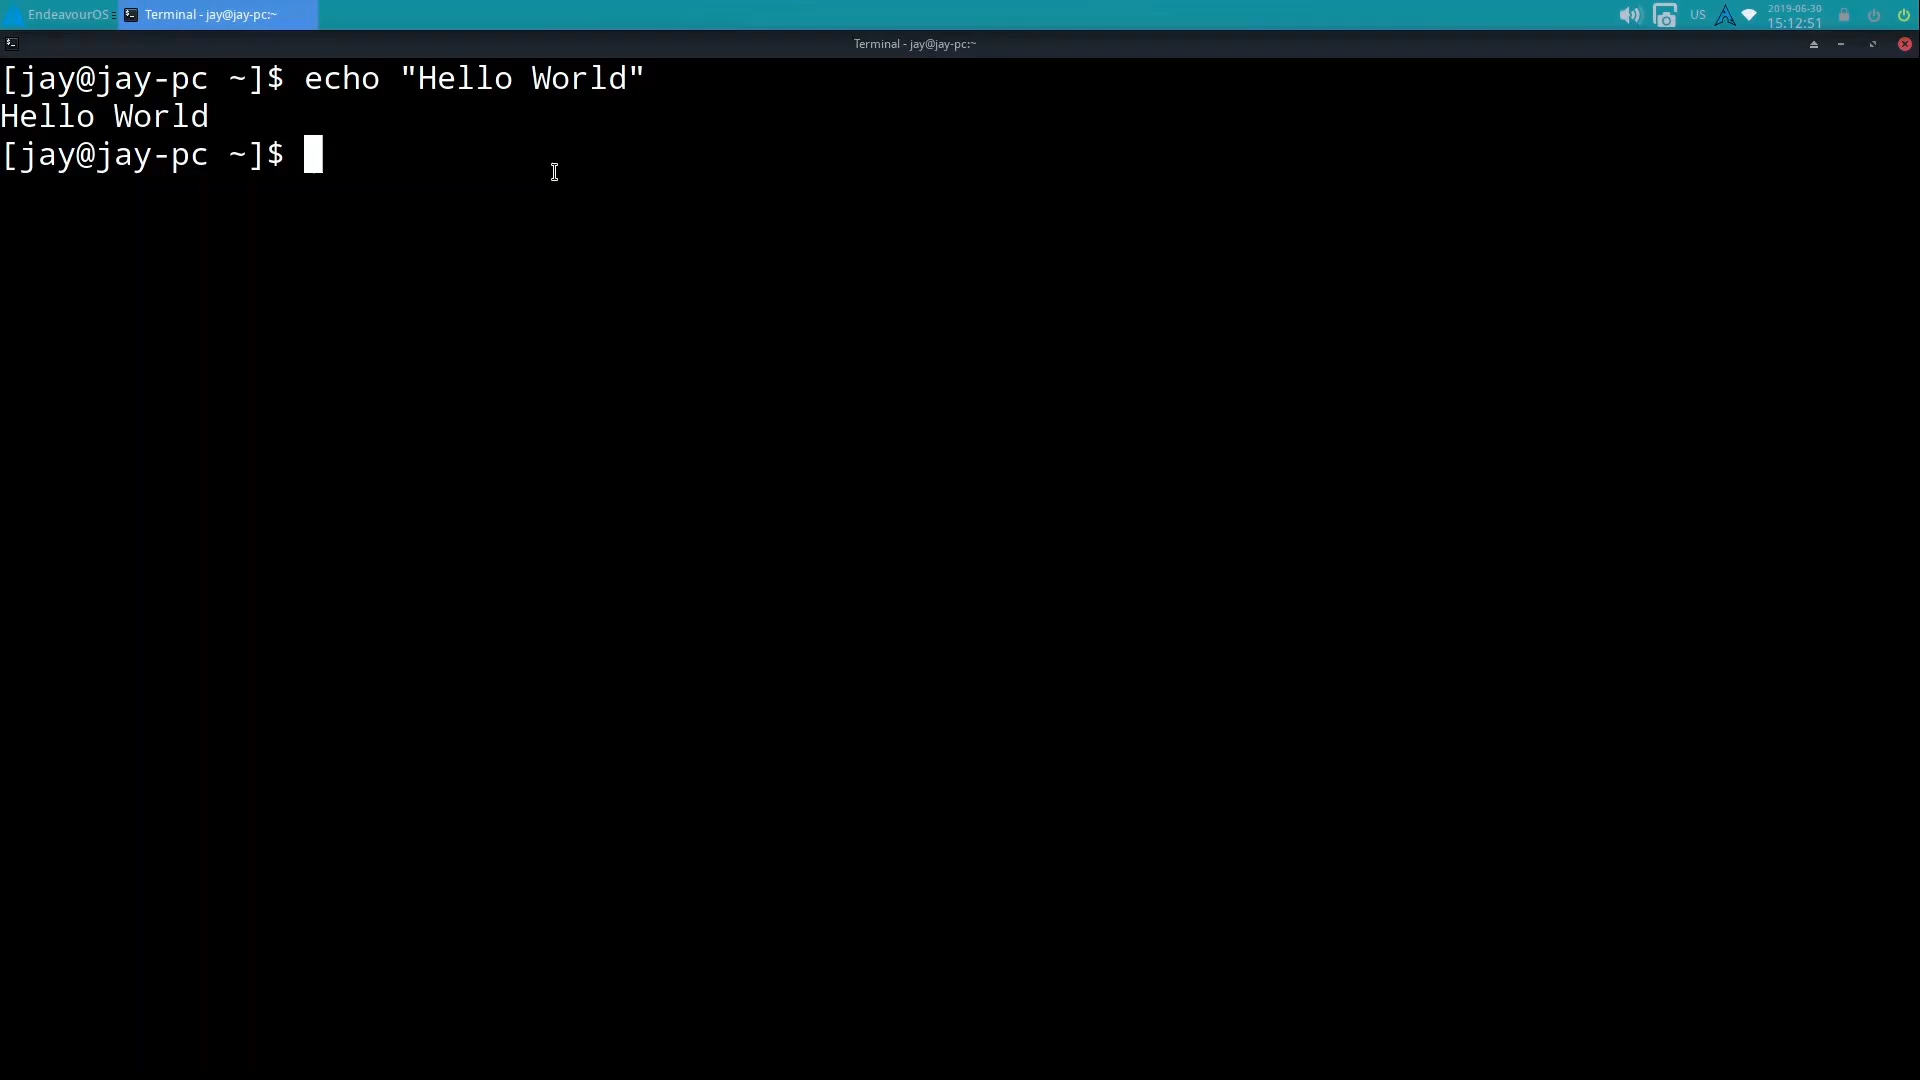 EndeavourOS
Terminal - jay@jay-pc:~
US
2019-06-30
15:12:51
Terminal - jay@jay-pc:~
[jay@jay-pc ~]$ echo "Hello World"
Hello World
[jay@jay-pc ~]$